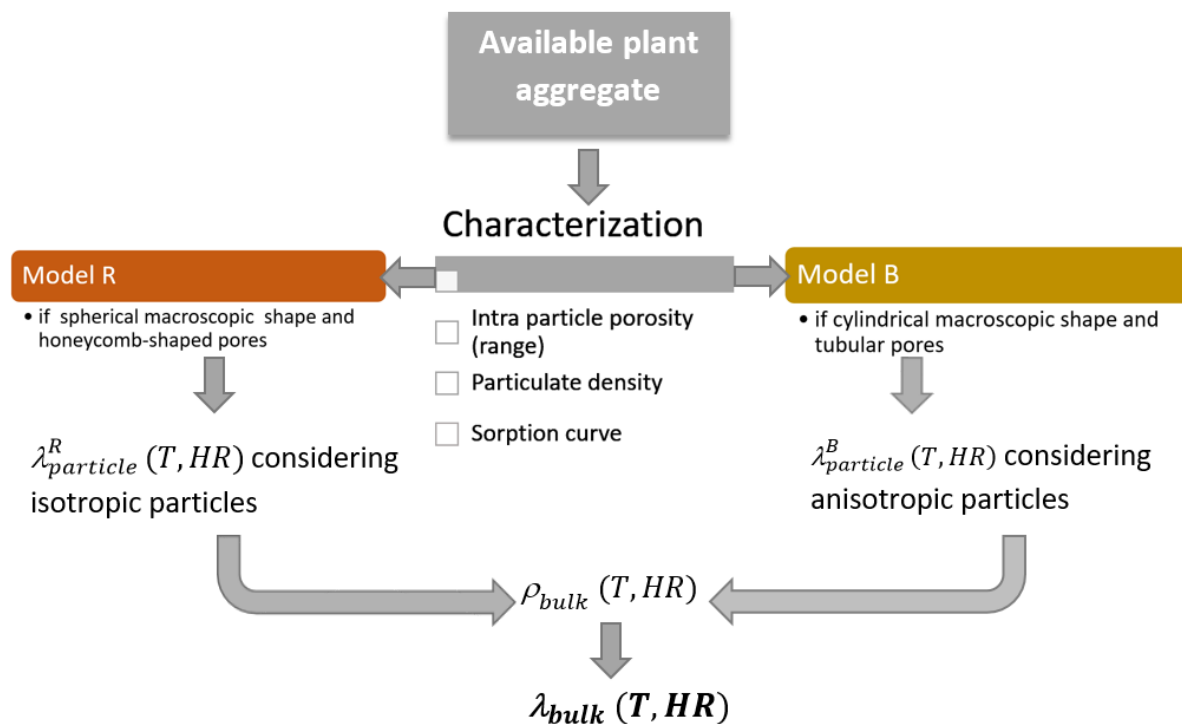 Available plant
aggregate
Characterization
Model R
Model B
• if spherical macroscopic shape and
honeycomb-shaped pores
Intra particle porosity
(range)
Particulate density
Sorption curve
• if cylindrical macroscopic shape and
tubular pores
λ^R_particle (T, HR) considering
isotropic particles
λ^B_particle (T, HR) considering
anisotropic particles
ρ_bulk (T, HR)
λ_bulk (T, HR)